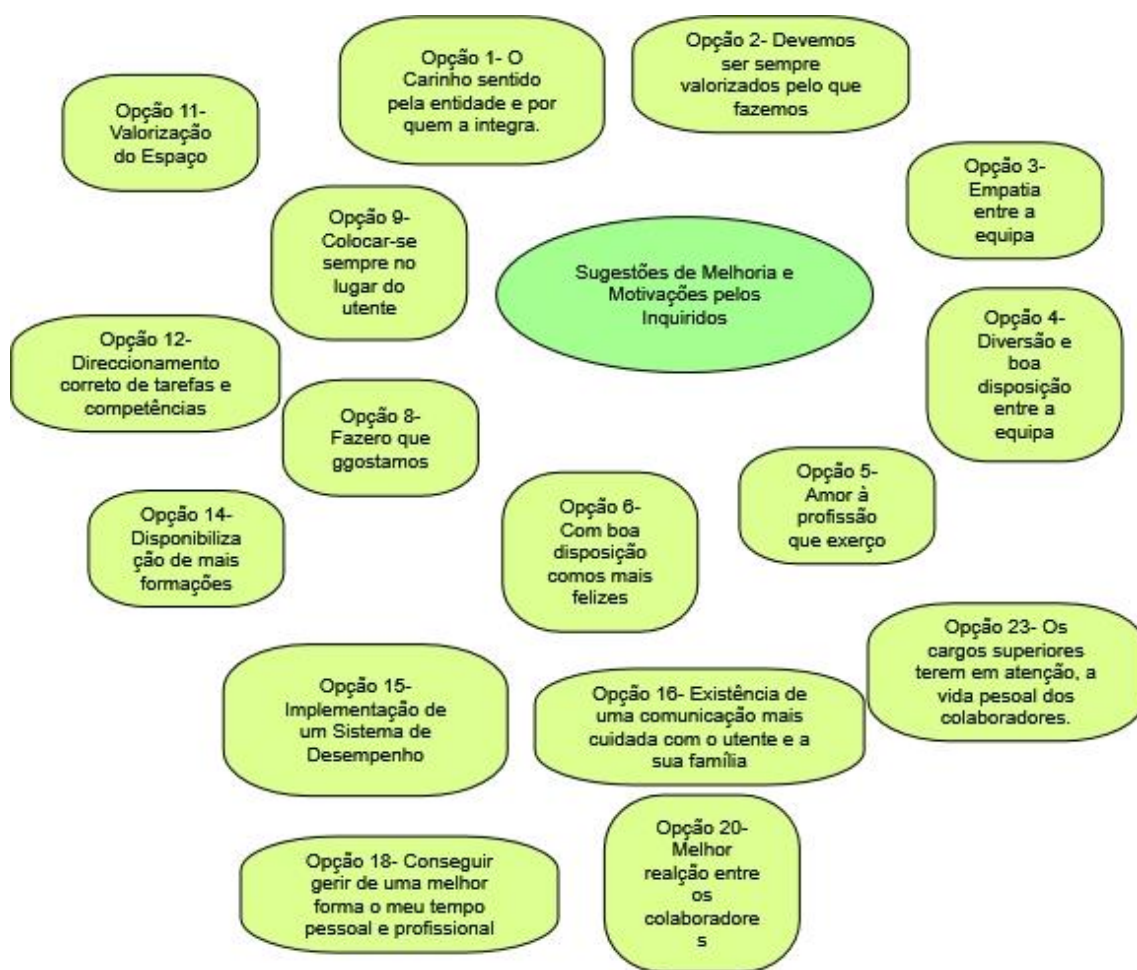 Opção 1- O
Carinho sentido
pela entidade e por
quem a integra.
Opção 2- Devemos
ser sempre
valorizados pelo que
fazemos
Opção 11-
Valorização
do Espaço
Opção 3-
Empatia
entre a
equipa
Opção 9-
Colocar-se
sempre no
lugar do
utente
Sugestões de Melhoria e
Motivações pelos
Inquiridos
Opção 4-
Diversão e
boa
disposição
entre a
equipa
Opção 12-
Direccionamento
correto de tarefas e
competências
Opção 8-
Fazero que
ggostamos
Opção 5-
Amor à
profissão
que exerço
Opção 6-
Com boa
disposição
comos mais
felizes
Opção 14-
Disponibiliza
ção de mais
formações
Opção 23- Os
cargos superiores
terem em atenção, a
vida pesoal dos
colaboradores.
Opção 15-
Implementação de
um Sistema de
Desempenho
Opção 16- Existência de
uma comunicação mais
cuidada com o utente e a
sua família
Opção 20-
Melhor
realção entre
os
colaboradore
s
Opção 18- Conseguir
gerir de uma melhor
forma o meu tempo
pessoal e profissional